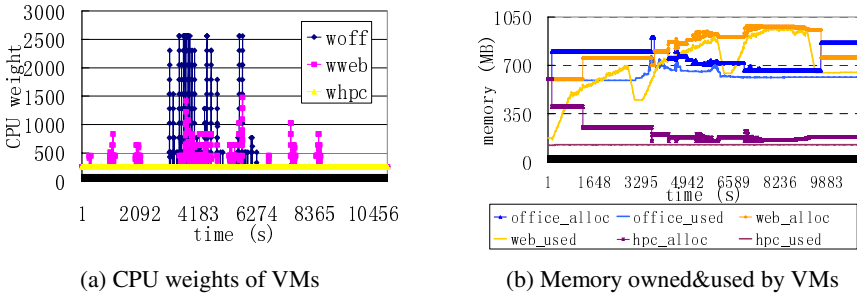 3000
2500
2000
1500
1000
500
0
CPU weight
woff
wweb
whpc
1 2092 4183 6274 8365 10456
time (s)
(a) CPU weights of VMs
1050
700
350
0
memory (MB)
1 1648 3295 4942 6589 8236 9883
time (s)
office_alloc office_used web_alloc
web_used hpc_alloc hpc_used
(b) Memory owned&used by VMs